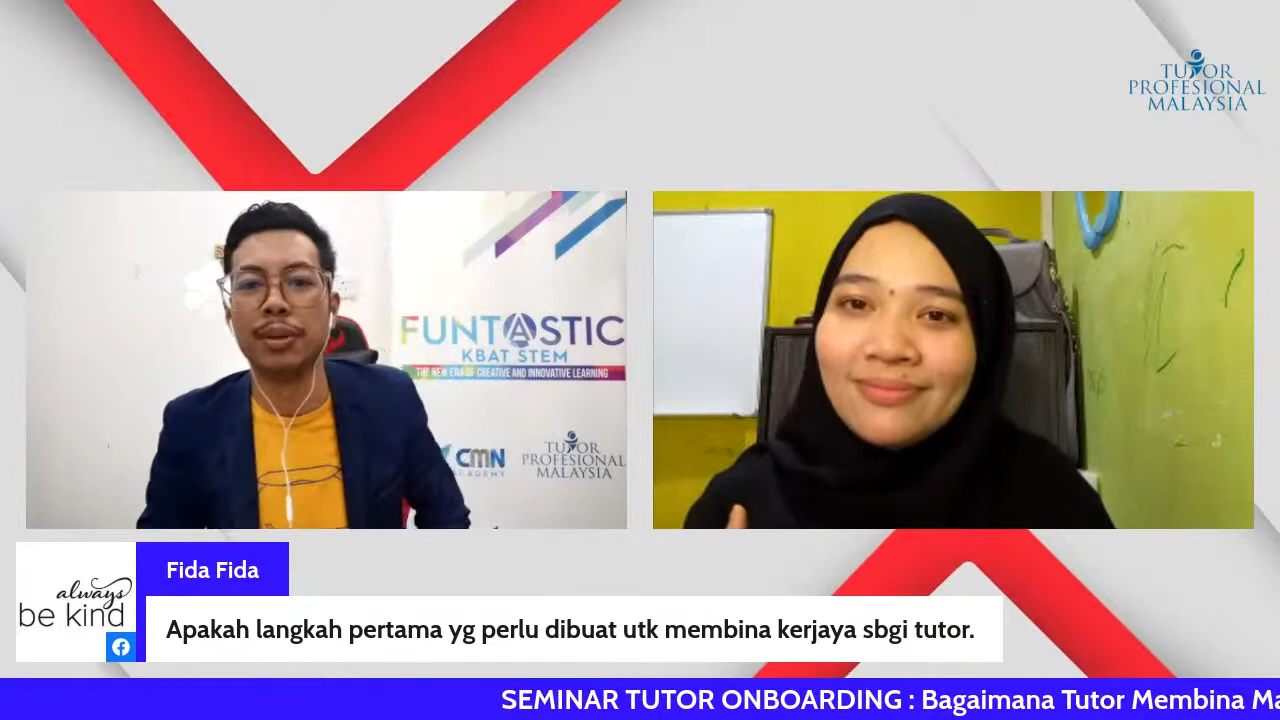 TUTOR
PROFESIONAL
MALAYSIA
FUNTASTIC
KBAT STEM
THE NEW ERA OF CREATIVE AND INNOVATIVE LEARNING
CMN
ACADEMY
TUTOR
PROFESIONAL
MALAYSIA
always
be kind
Fida Fida
Apakah langkah pertama yg perlu dibuat utk membina kerjaya sbgi tutor.
SEMINAR TUTOR ONBOARDING : Bagaimana Tutor Membina Ma